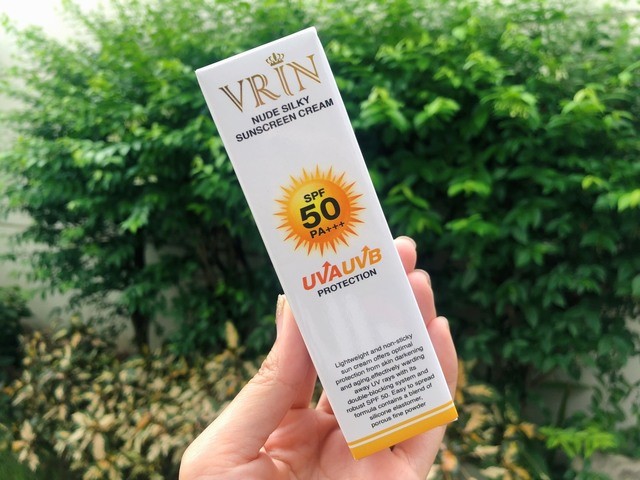 VRIN
NUDE SILKY
SUNSCREEN CREAM
SPF
50
PA+++
UVAUVB
PROTECTION
Lightweight and non-sticky
sun cream offers optimal
protection from skin darkening
and aging,effectively warding
away UV rays with its
double-blocking system and
robust SPF 50. Easy to spread
formula contains a blend of
silicone elastomer,
porous fine powder